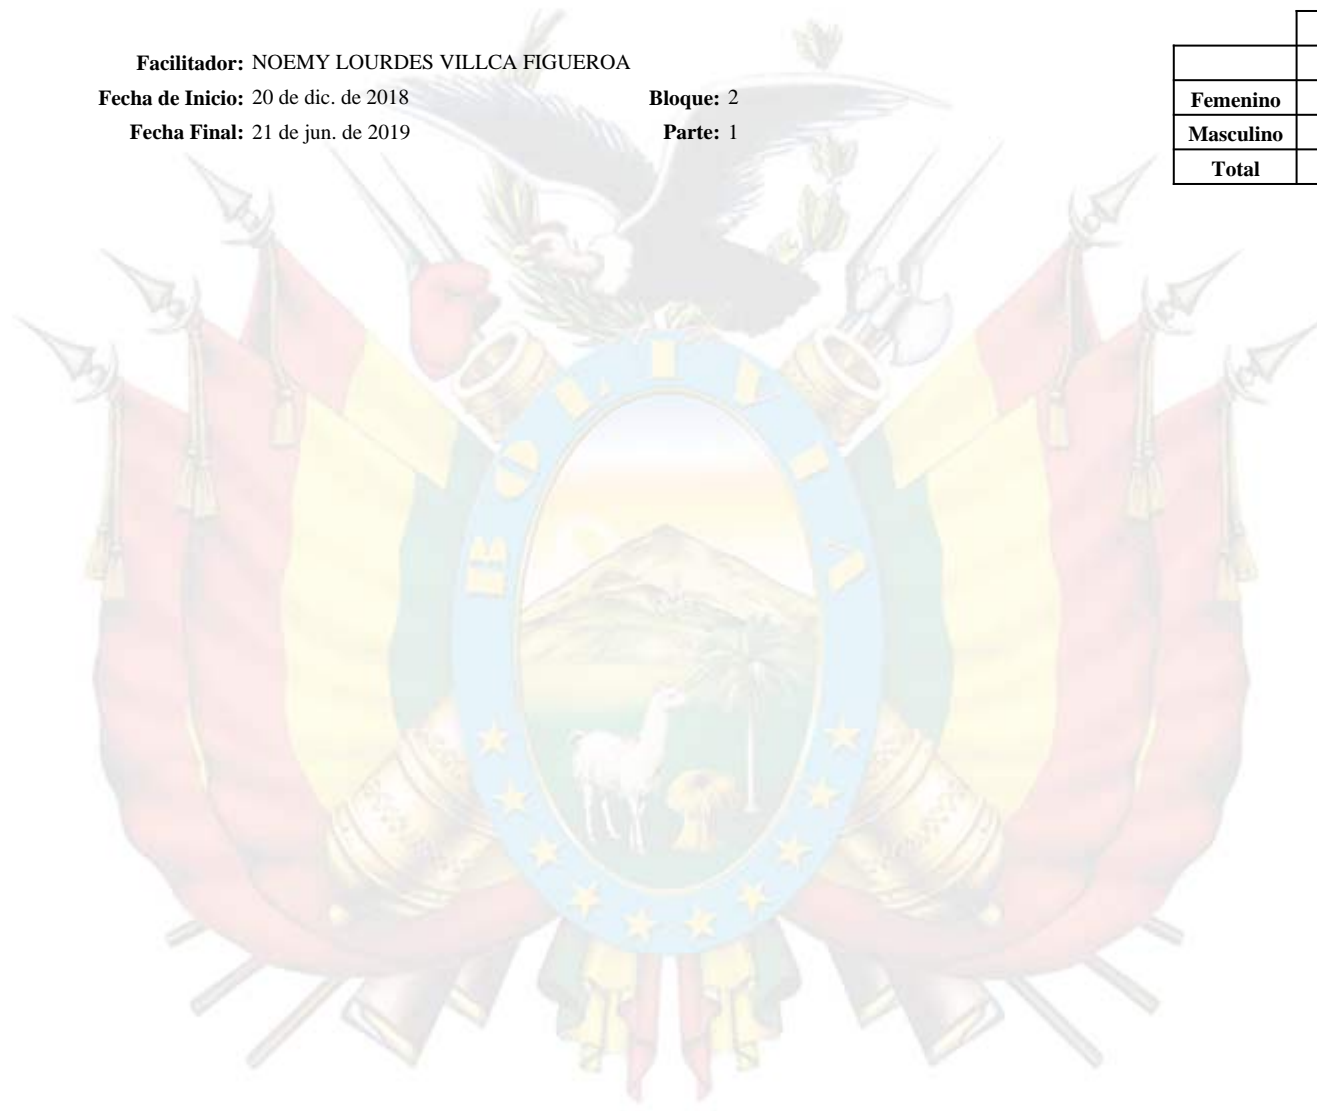 Facilitador: NOEMY LOURDES VILLCA FIGUEROA
Fecha de Inicio: 20 de dic. de 2018 Bloque: 2
Fecha Final: 21 de jun. de 2019 Parte: 1
Femenino
Masculino
Total
BOLIVIA